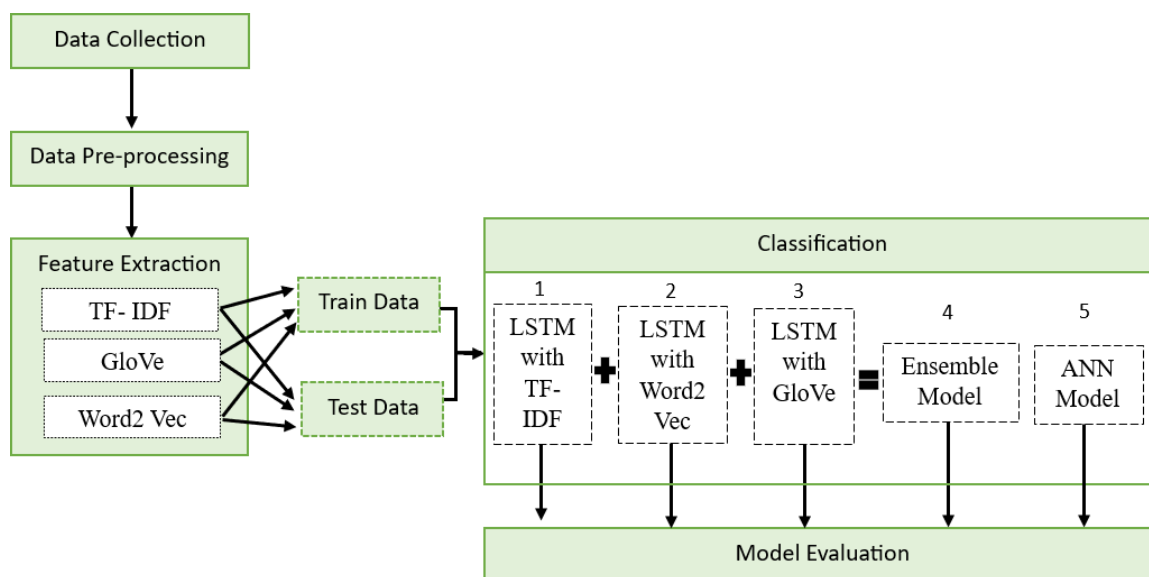 Data Collection
Data Pre-processing
Feature Extraction
TF- IDF
GloVe
Word2 Vec
Train Data
Test Data
Classification
1
LSTM
with
TF-
IDF
2
LSTM
with
Word2
Vec
3
LSTM
with
GloVe
4
Ensemble
Model
5
ANN
Model
Model Evaluation